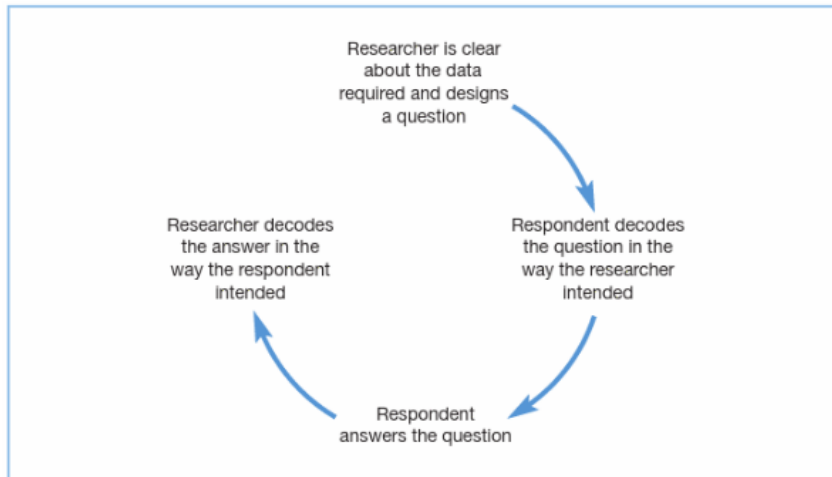 Researcher is clear
about the data
required and designs
a question
Respondent decodes
the question in the
way the researcher
intended
Respondent
answers the question
Researcher decodes
the answer in the
way the respondent
intended